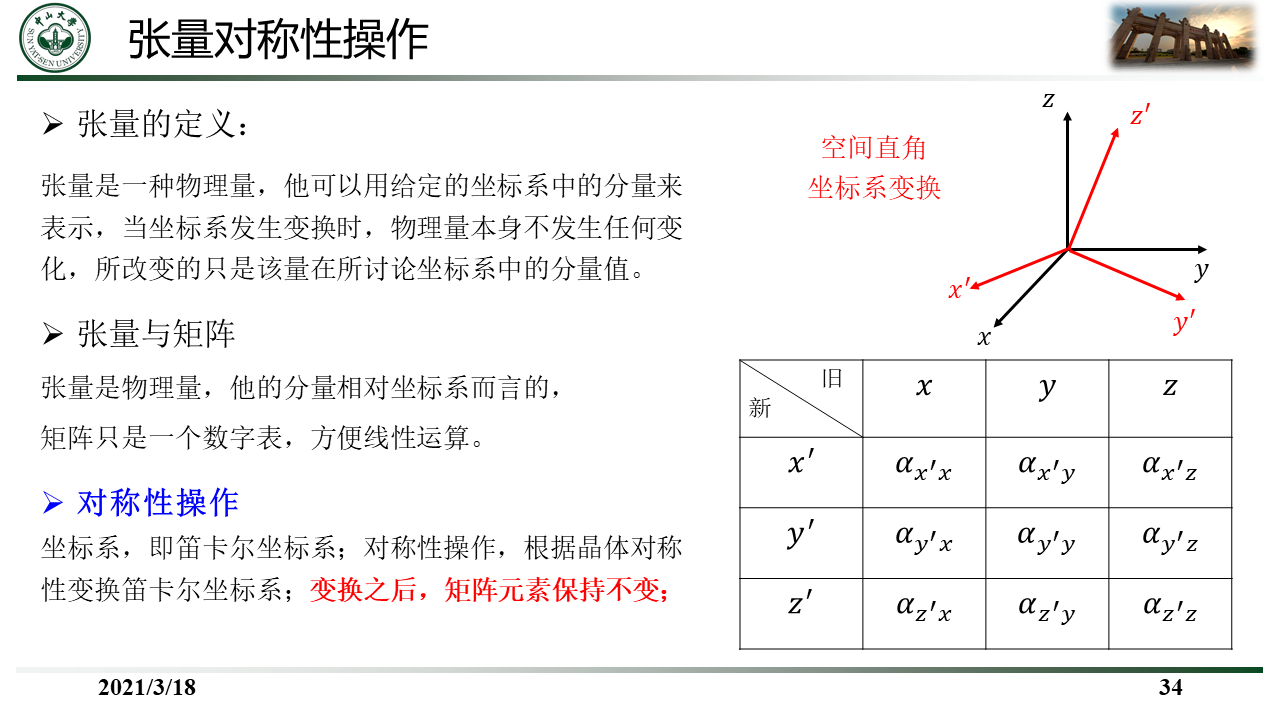 中山大学
SUN YAT-SEN UNIVERSITY
张量对称性操作
➢ 张量的定义：
张量是一种物理量，他可以用给定的坐标系中的分量来
表示，当坐标系发生变换时，物理量本身不发生任何变
化，所改变的只是该量在所讨论坐标系中的分量值。
➢ 张量与矩阵
张量是物理量，他的分量相对坐标系而言的，
矩阵只是一个数字表，方便线性运算。
➢ 对称性操作
坐标系，即笛卡尔坐标系；对称性操作，根据晶体对称
性变换笛卡尔坐标系；变换之后，矩阵元素保持不变；
空间直角
坐标系变换
z
z′
y
x′
y′
x
旧 x y z
新
x′ α_{x′x} α_{x′y} α_{x′z}
y′ α_{y′x} α_{y′y} α_{y′z}
z′ α_{z′x} α_{z′y} α_{z′z}
2021/3/18
34